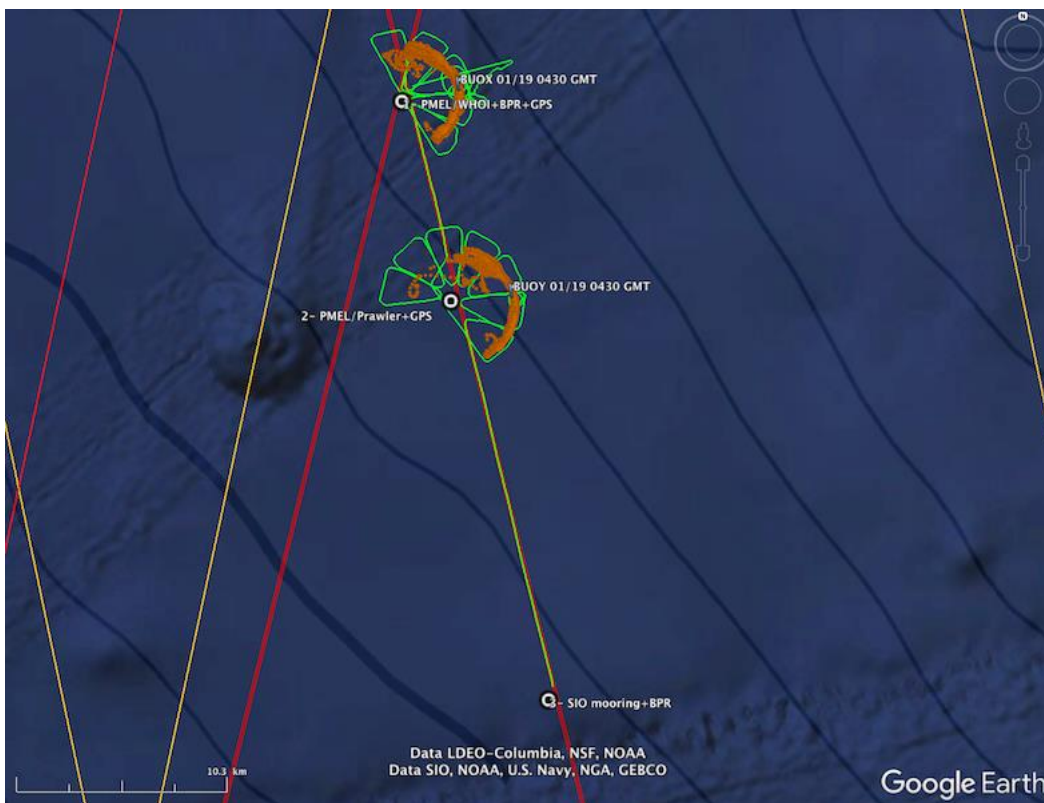 N
BUOX 01/19 0430 GMT
PMEL/WHOI+BPR+GPS
BUOY 01/19 0430 GMT
2- PMEL/Prawler+GPS
3- SIO mooring+BPR
Data LDEO-Columbia, NSF, NOAA
Data SIO, NOAA, U.S. Navy, NGA, GEBCO
10.3 km
Google Earth